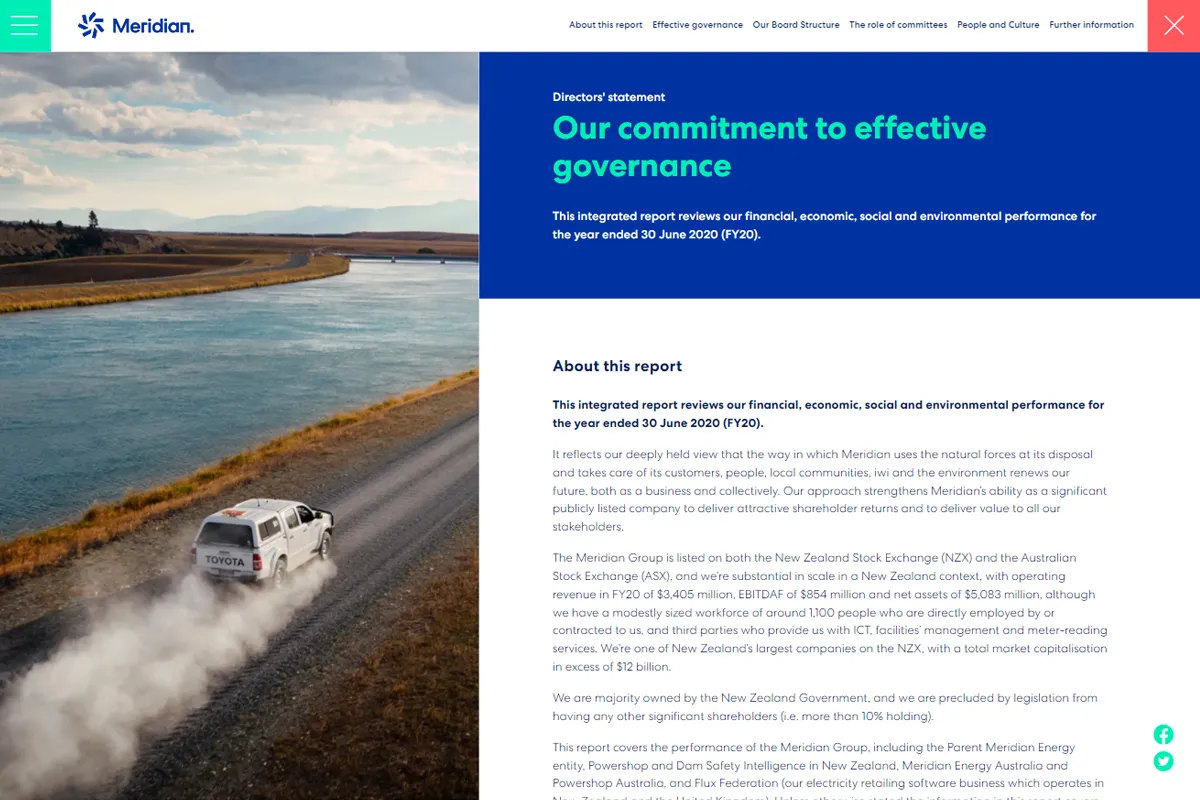 Meridian.
About this report Effective governance Our Board Structure The role of committees People and Culture Further information
Directors' statement
Our commitment to effective
governance
This integrated report reviews our financial, economic, social and environmental performance for
the year ended 30 June 2020 (FY20).
TOYOTA
About this report
This integrated report reviews our financial, economic, social and environmental performance for
the year ended 30 June 2020 (FY20).
It reflects our deeply held view that the way in which Meridian uses the natural forces at its disposal
and takes care of its customers, people, local communities, iwi and the environment renews our
future, both as a business and collectively. Our approach strengthens Meridian's ability as a significant
publicly listed company to deliver attractive shareholder returns and to deliver value to all our
stakeholders.
The Meridian Group is listed on both the New Zealand Stock Exchange (NZX) and the Australian
Stock Exchange (ASX), and we're substantial in scale in a New Zealand context, with operating
revenue in FY20 of $3,405 million, EBITDAF of $854 million and net assets of $5,083 million, although
we have a modestly sized workforce of around 1,100 people who are directly employed by or
contracted to us, and third parties who provide us with ICT, facilities' management and meter-reading
services. We're one of New Zealand's largest companies on the NZX, with a total market capitalisation
in excess of $12 billion.
We are majority owned by the New Zealand Government, and we are precluded by legislation from
having any other significant shareholders (i.e. more than 10% holding).
This report covers the performance of the Meridian Group, including the Parent Meridian Energy
entity, Powershop and Dam Safety Intelligence in New Zealand, Meridian Energy Australia and
Powershop Australia, and Flux Federation (our electricity retailing software business which operates in
New Zealand and the United Kingdom). Unless otherwise stated the information in this report covers